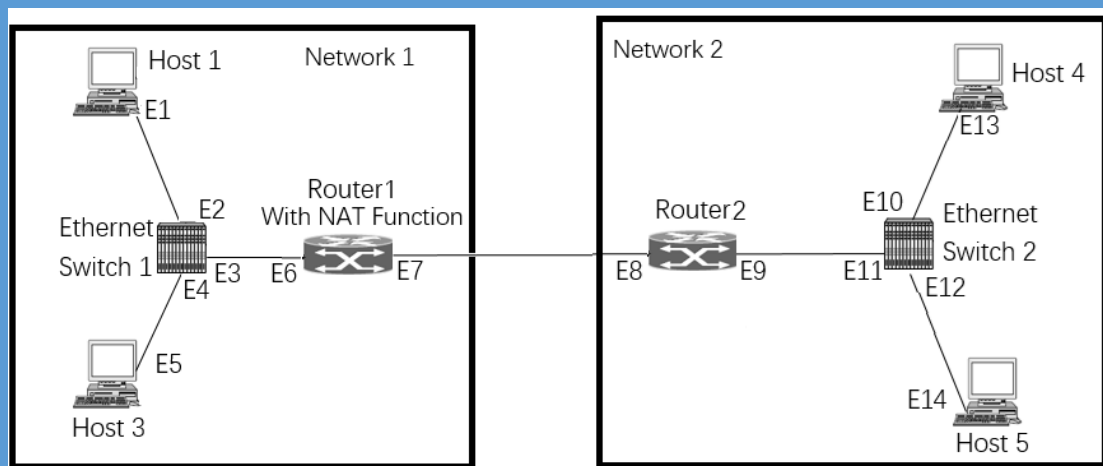 Host 1
Network 1
E1
Router1
With NAT Function
Ethernet
E2
Switch 1
E3
E4
E6
E7
E5
Host 3
Network 2
Host 4
E13
Router2
E10
Ethernet
Switch 2
E8
E9
E11
E12
E14
Host 5